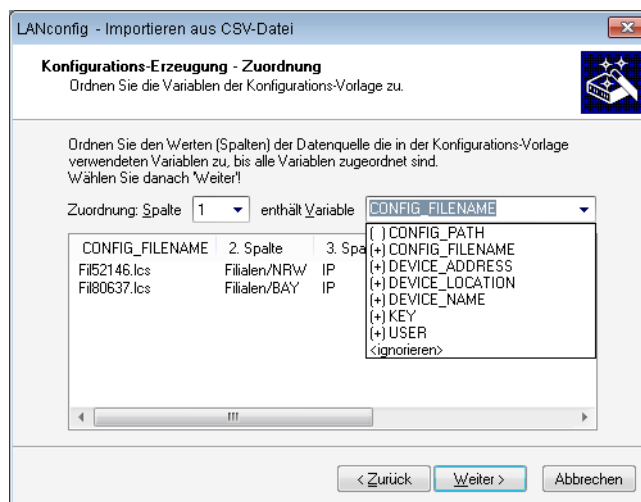 LANconfig - Importieren aus CSV-Datei
Konfigurations-Erzeugung - Zuordnung
Ordnen Sie die Variablen der Konfigurations-Vorlage zu.
Ordnen Sie den Werten (Spalten) der Datenquelle die in der Konfigurations-Vorlage
verwendeten Variablen zu, bis alle Variablen zugeordnet sind.
Wählen Sie danach 'Weiter'!
Zuordnung: Spalte 1 enthält Variable CONFIG_FILENAME
( ) CONFIG_PATH
(+) CONFIG_FILENAME
(+) DEVICE_ADDRESS
(+) DEVICE_LOCATION
(+) DEVICE_NAME
(+) KEY
(+) USER
<ignorieren>
CONFIG_FILENAME 2. Spalte 3. Spa
Fil52146.lcs Filialen/NRW IP
Fil80637.lcs Filialen/BAY IP
< Zurück Weiter > Abbrechen